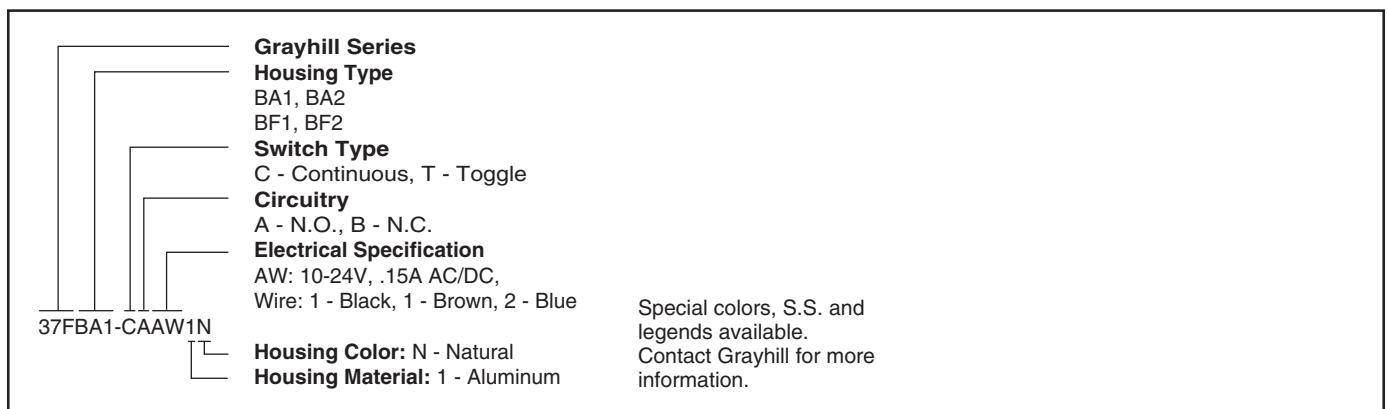 Grayhill Series
Housing Type
BA1, BA2
BF1, BF2
Switch Type
C - Continuous, T - Toggle
Circuitry
A - N.O., B - N.C.
Electrical Specification
AW: 10-24V, .15A AC/DC,
Wire: 1 - Black, 1 - Brown, 2 - Blue
37FBA1-CAAW1N
Housing Color: N - Natural
Housing Material: 1 - Aluminum
Special colors, S.S. and
legends available.
Contact Grayhill for more
information.